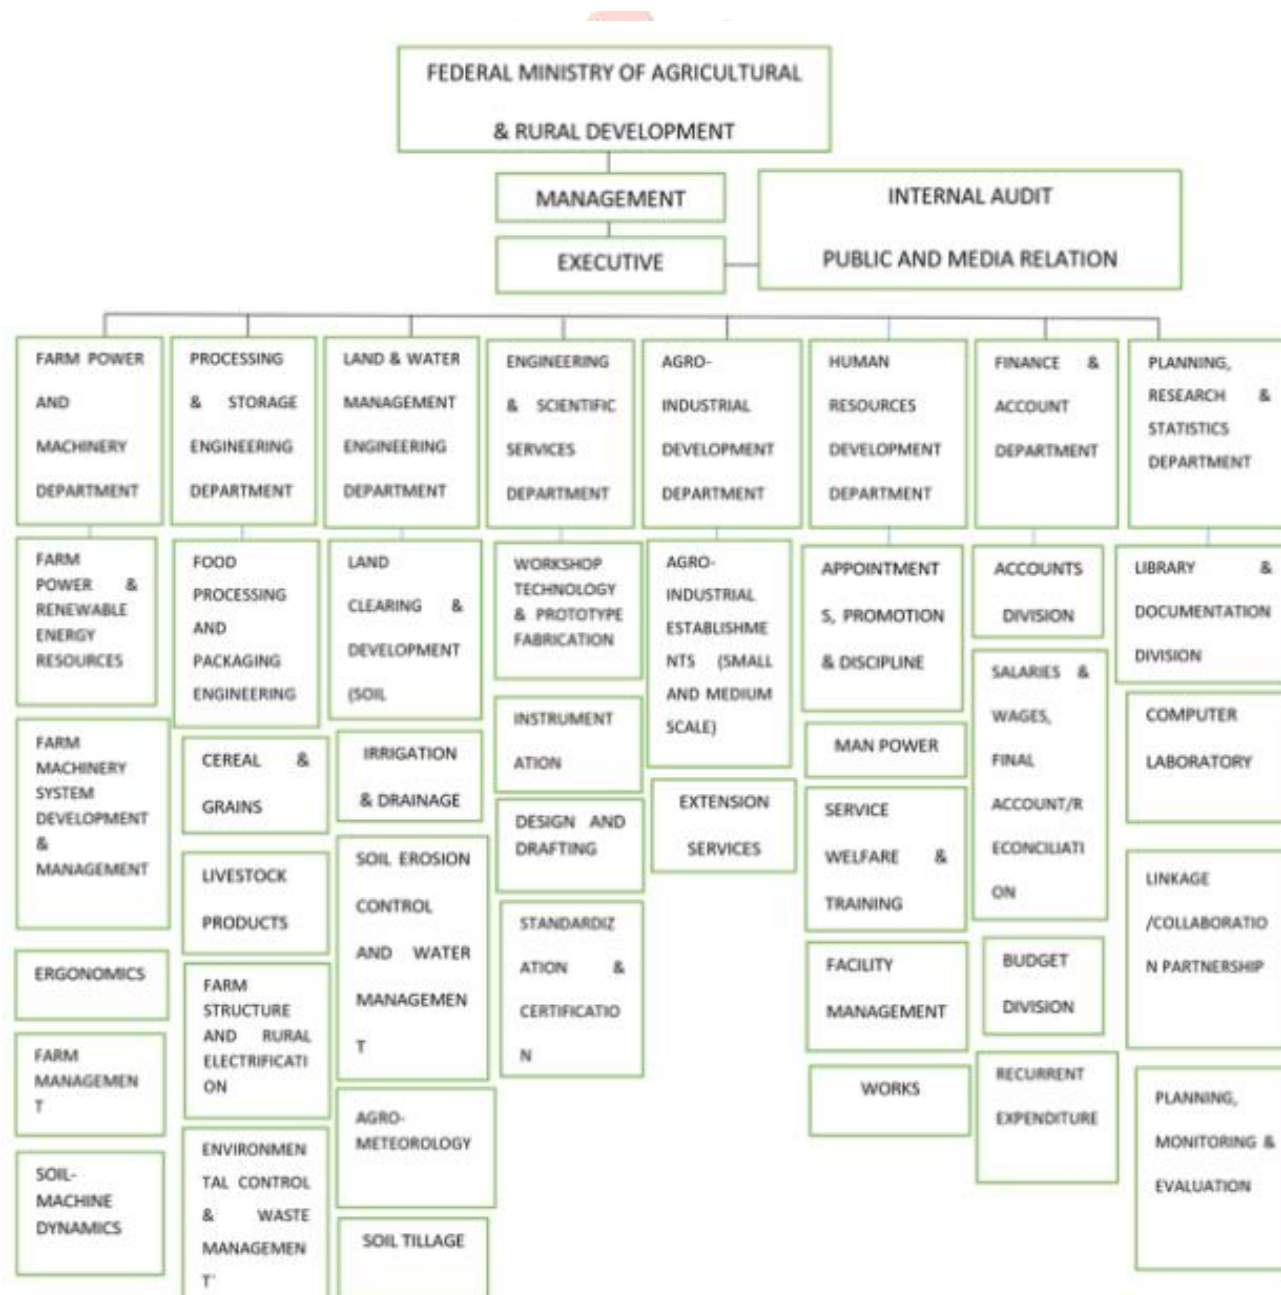 FEDERAL MINISTRY OF AGRICULTURAL
& RURAL DEVELOPMENT
MANAGEMENT
EXECUTIVE
INTERNAL AUDIT
PUBLIC AND MEDIA RELATION
FARM POWER
AND
MACHINERY
DEPARTMENT
PROCESSING
& STORAGE
ENGINEERING
DEPARTMENT
LAND & WATER
MANAGEMENT
ENGINEERING
DEPARTMENT
ENGINEERING
& SCIENTIFIC
SERVICES
DEPARTMENT
AGRO-
INDUSTRIAL
DEVELOPMENT
DEPARTMENT
HUMAN
RESOURCES
DEVELOPMENT
DEPARTMENT
FINANCE &
ACCOUNT
DEPARTMENT
PLANNING,
RESEARCH &
STATISTICS
DEPARTMENT
FARM
POWER &
RENEWABLE
ENERGY
RESOURCES
FARM
MACHINERY
SYSTEM
DEVELOPMENT
&
MANAGEMENT
ERGONOMICS
FARM
MANAGEMEN
T
SOIL-
MACHINE
DYNAMICS
FOOD
PROCESSING
AND
PACKAGING
ENGINEERING
CEREAL &
GRAINS
LIVESTOCK
PRODUCTS
FARM
STRUCTURE
AND RURAL
ELECTRIFICATI
ON
ENVIRONMEN
TAL CONTROL
& WASTE
MANAGEMEN
T`
LAND
CLEARING &
DEVELOPMENT
(SOIL
IRRIGATION
& DRAINAGE
SOIL EROSION
CONTROL
AND WATER
MANAGEMEN
T
AGRO-
METEOROLOGY
SOIL TILLAGE
WORKSHOP
TECHNOLOGY
& PROTOTYPE
FABRICATION
INSTRUMENT
ATION
DESIGN AND
DRAFTING
STANDARDIZ
ATION &
CERTIFICATIO
N
AGRO-
INDUSTRIAL
ESTABLISHME
NTS (SMALL
AND MEDIUM
SCALE)
EXTENSION
SERVICES
APPOINTMENT
S, PROMOTION
& DISCIPLINE
MAN POWER
SERVICE
WELFARE &
TRAINING
FACILITY
MANAGEMENT
WORKS
ACCOUNTS
DIVISION
SALARIES &
WAGES,
FINAL
ACCOUNT/R
ECONCILIATI
ON
BUDGET
DIVISION
RECURRENT
EXPENDITURE
LIBRARY &
DOCUMENTATION
DIVISION
COMPUTER
LABORATORY
LINKAGE
/COLLABORATIO
N PARTNERSHIP
PLANNING,
MONITORING &
EVALUATION